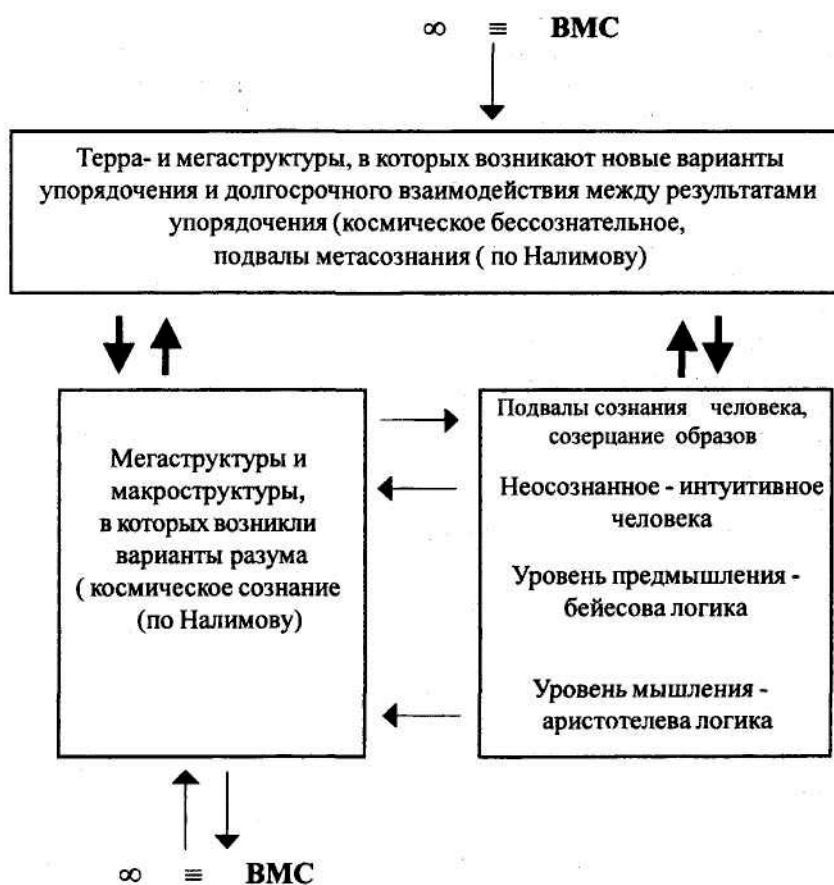 ∞ ≡ ВМС
Терра- и мегаструктуры, в которых возникают новые варианты
упорядочения и долгосрочного взаимодействия между результатами
упорядочения (космическое бессознательное,
подвалы метасознания ( по Налимову)
Мегаструктуры и
макроструктуры,
в которых возникли
варианты разума
( космическое сознание
(по Налимову)
Подвалы сознания человека,
созерцание образов
Неосознанное - интуитивное
человека
Уровень предмышления -
бейесова логика
Уровень мышления -
аристотелева логика
∞ ≡ ВМС